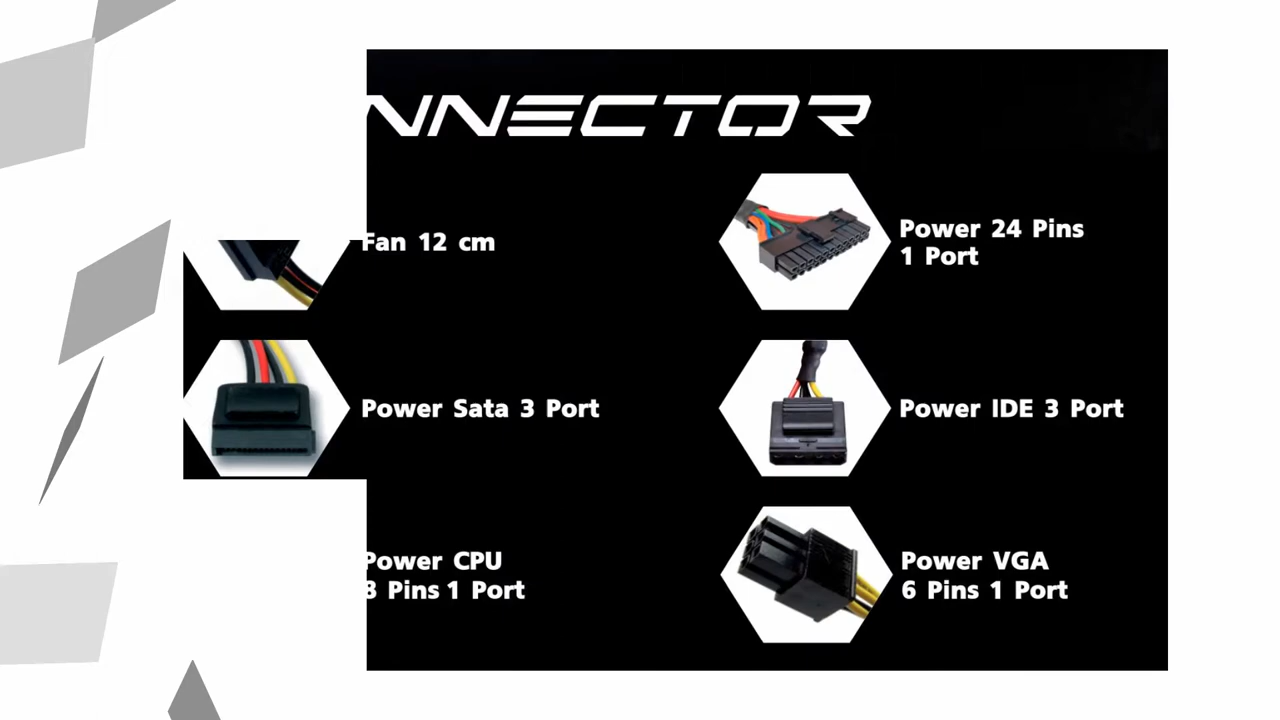 NNECTOR
Fan 12 cm
Power 24 Pins
1 Port
Power Sata 3 Port
Power IDE 3 Port
Power CPU
8 Pins 1 Port
Power VGA
6 Pins 1 Port